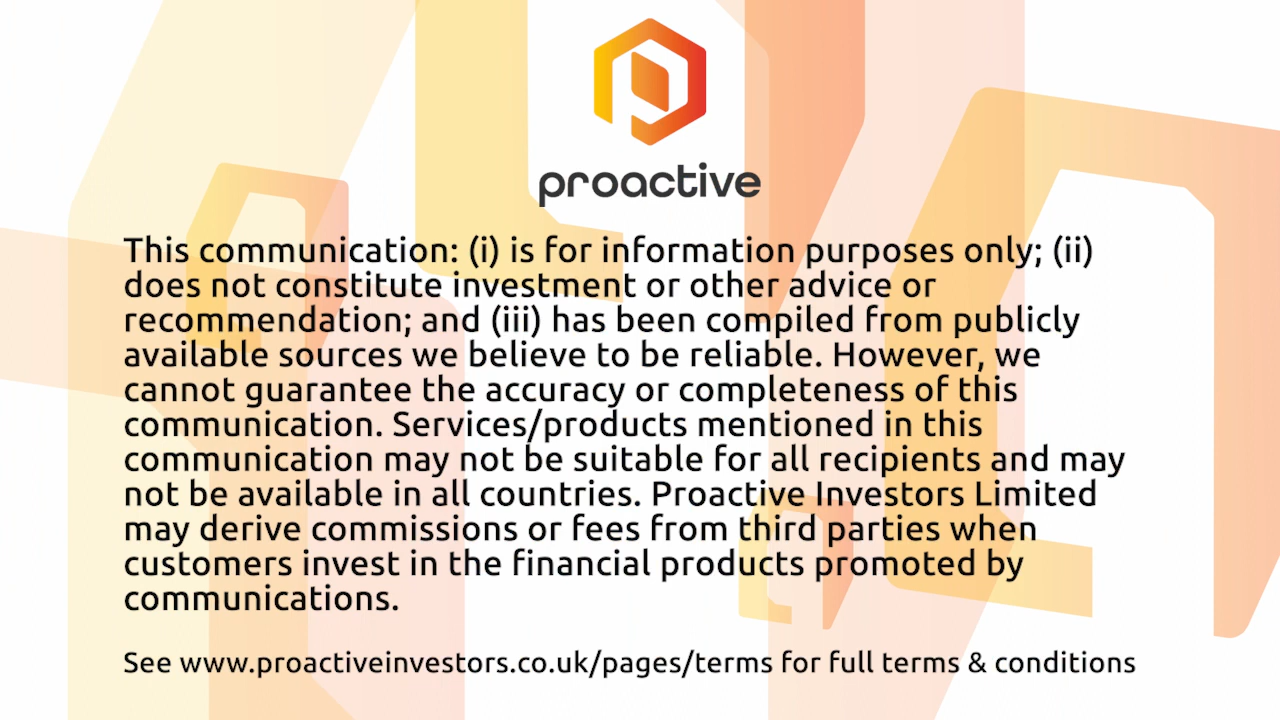 proactive
This communication: (i) is for information purposes only; (ii)
does not constitute investment or other advice or
recommendation; and (iii) has been compiled from publicly
available sources we believe to be reliable. However, we
cannot guarantee the accuracy or completeness of this
communication. Services/products mentioned in this
communication may not be suitable for all recipients and may
not be available in all countries. Proactive Investors Limited
may derive commissions or fees from third parties when
customers invest in the financial products promoted by
communications.
See www.proactiveinvestors.co.uk/pages/terms for full terms & conditions